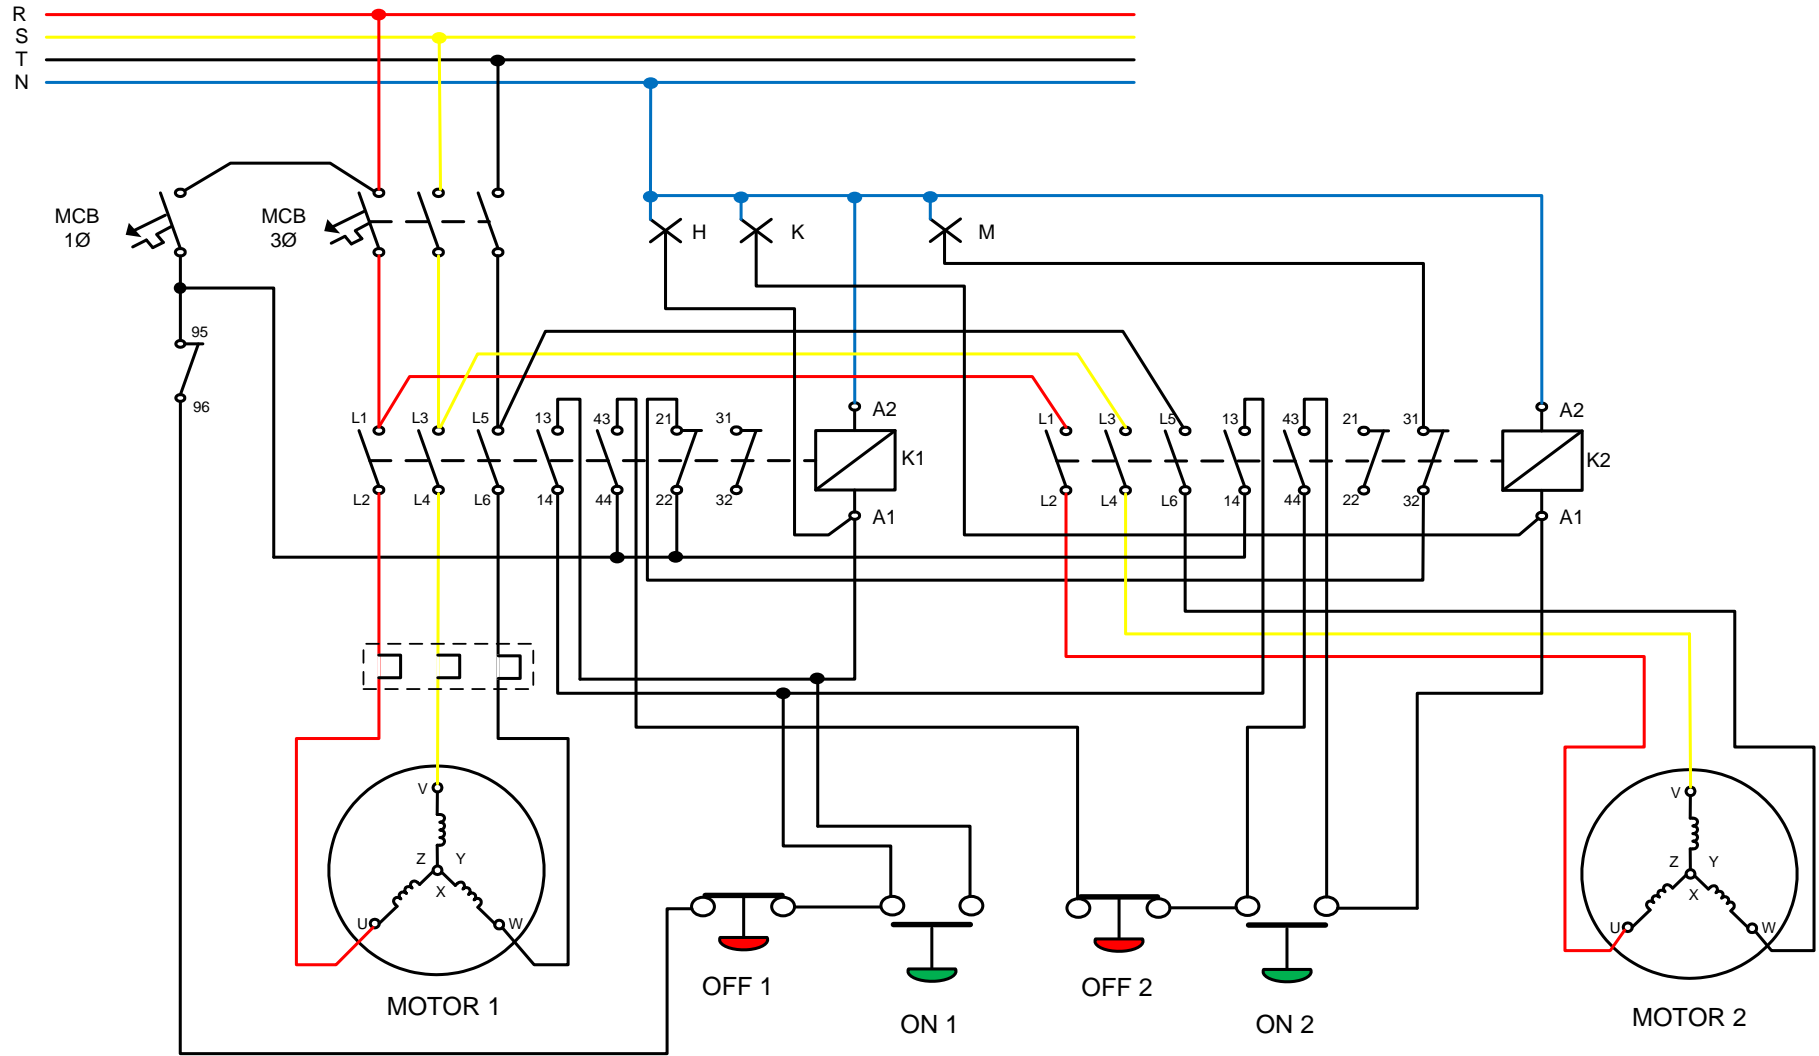 R
S
T
N
MCB
1Ø
MCB
3Ø
H
K
M
95
96
L1
L3
L5
13
43
21
31
A2
K1
L2
L4
L6
14
44
22
32
A1
L1
L3
L5
13
43
21
31
A2
K2
L2
L4
L6
14
44
22
32
A1
V
Z
Y
X
U
W
MOTOR 1
OFF 1
ON 1
OFF 2
ON 2
V
Z
Y
X
U
W
MOTOR 2